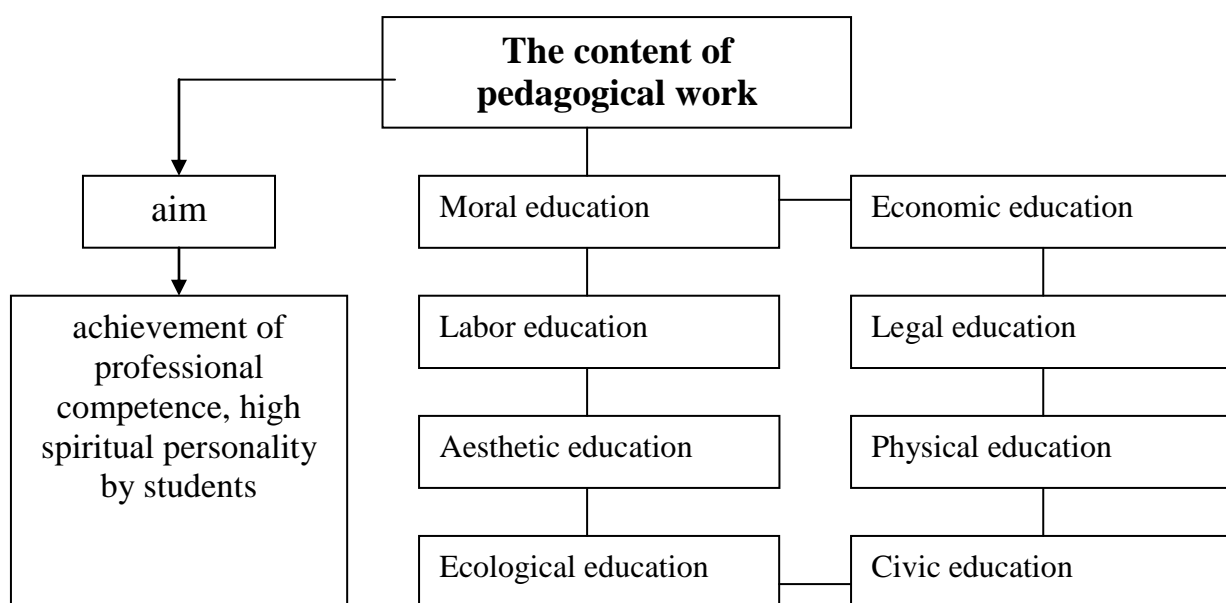 The content of
pedagogical work
aim
Moral education
Economic education
achievement of
professional
competence, high
spiritual personality
by students
Labor education
Legal education
Aesthetic education
Physical education
Ecological education
Civic education